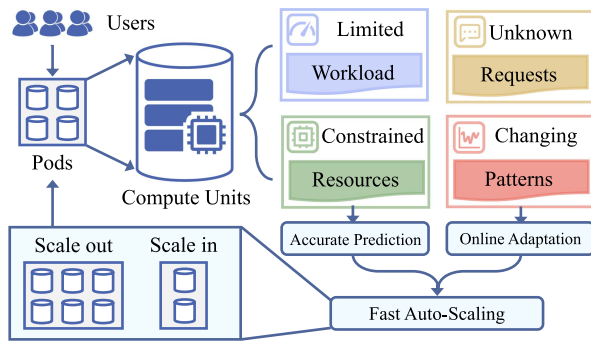 Users
Pods
Compute Units
Limited
Workload
Unknown
Requests
Constrained
Resources
Changing
Patterns
Accurate Prediction
Online Adaptation
Fast Auto-Scaling
Scale out
Scale in